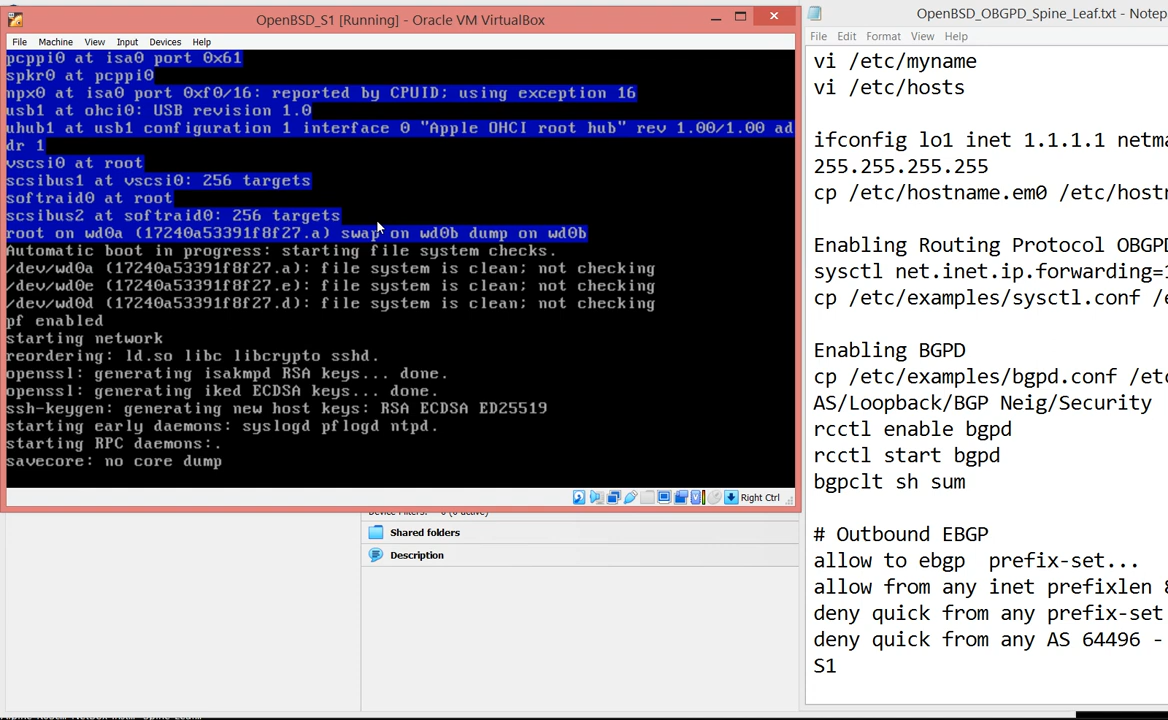 OpenBSD_S1 [Running] - Oracle VM VirtualBox
File Machine View Input Devices Help
pcppi0 at isa0 port 0x61
spkr0 at pcppi0
npx0 at isa0 port 0xf0/16: reported by CPUID; using exception 16
usb1 at ohci0: USB revision 1.0
uhub1 at usb1 configuration 1 interface 0 "Apple OHCI root hub" rev 1.00/1.00 ad
dr 1
vscsi0 at root
scsibus1 at vscsi0: 256 targets
softraid0 at root
scsibus2 at softraid0: 256 targets
root on wd0a (17240a53391f8f27.a) swap on wd0b dump on wd0b
Automatic boot in progress: starting file system checks.
/dev/wd0a (17240a53391f8f27.a): file system is clean; not checking
/dev/wd0e (17240a53391f8f27.e): file system is clean; not checking
/dev/wd0d (17240a53391f8f27.d): file system is clean; not checking
pf enabled
starting network
reordering: ld.so libc libcrypto sshd.
openssl: generating isakmpd RSA keys... done.
openssl: generating iked ECDSA keys... done.
ssh-keygen: generating new host keys: RSA ECDSA ED25519
starting early daemons: syslogd pflogd ntpd.
starting RPC daemons:.
savecore: no core dump
Right Ctrl
Shared folders
Description
OpenBSD_OBGPD_Spine_Leaf.txt - Notep
File Edit Format View Help
vi /etc/myname
vi /etc/hosts
ifconfig lo1 inet 1.1.1.1 netma
255.255.255.255
cp /etc/hostname.em0 /etc/hostn
Enabling Routing Protocol OBGPD
sysctl net.inet.ip.forwarding=1
cp /etc/examples/sysctl.conf /e
Enabling BGPD
cp /etc/examples/bgpd.conf /etc
AS/Loopback/BGP Neig/Security
rcctl enable bgpd
rcctl start bgpd
bgpclt sh sum
# Outbound EBGP
allow to ebgp prefix-set...
allow from any inet prefixlen 8
deny quick from any prefix-set
deny quick from any AS 64496 -
S1